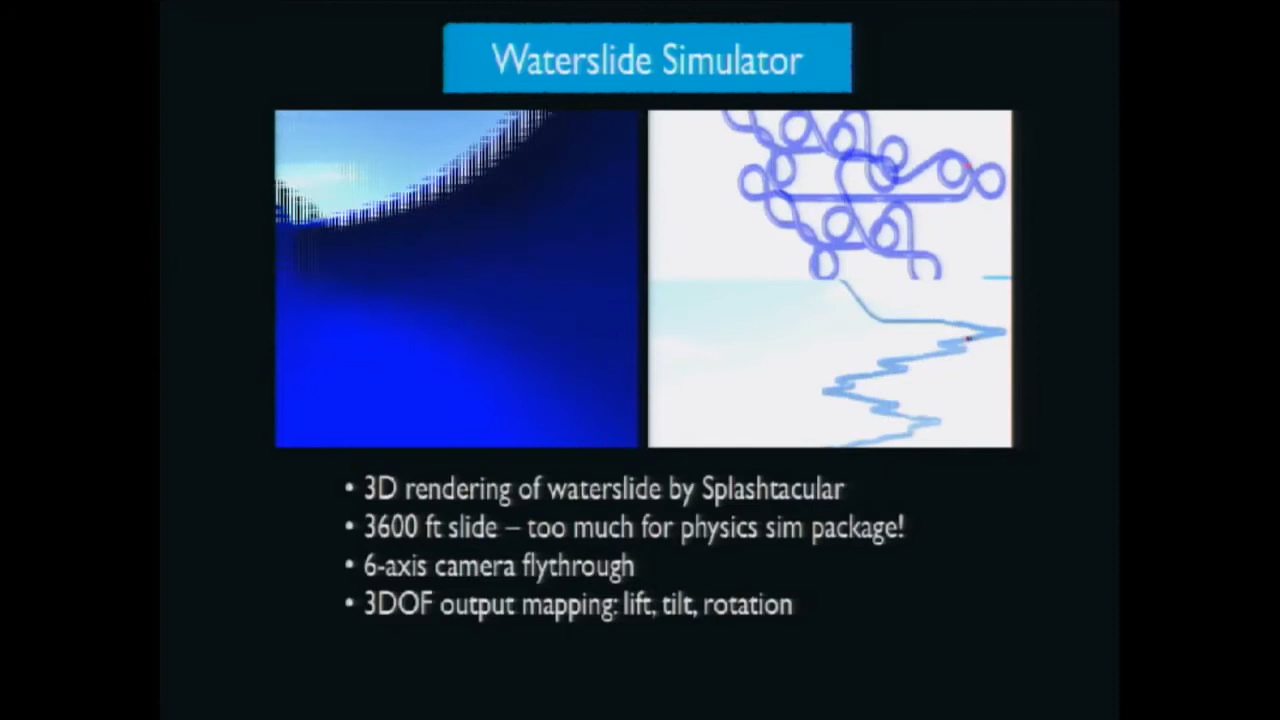 Waterslide Simulator
• 3D rendering of waterslide by Splashtacular
• 3600 ft slide – too much for physics sim package!
• 6-axis camera flythrough
• 3DOF output mapping: lift, tilt, rotation